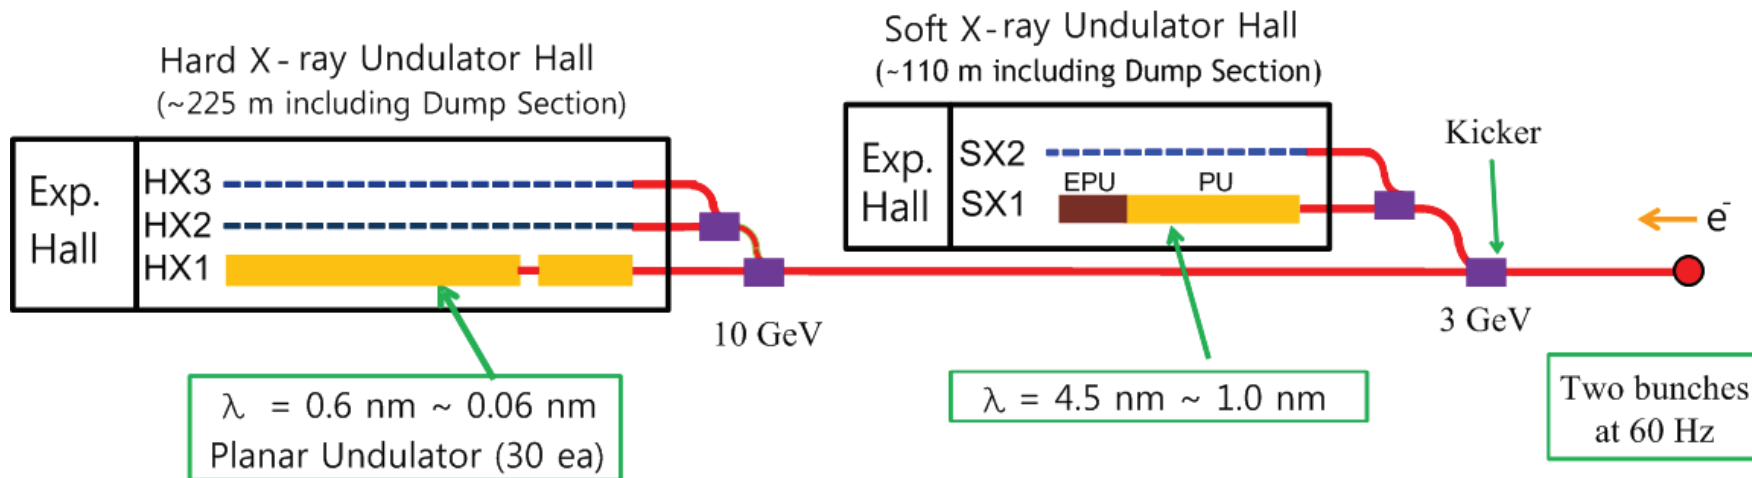 Hard X-ray Undulator Hall
(~225 m including Dump Section)
Exp.
Hall
HX3
HX2
HX1
10 GeV
λ = 0.6 nm ~ 0.06 nm
Planar Undulator (30 ea)
Soft X-ray Undulator Hall
(~110 m including Dump Section)
Exp.
Hall
SX2
EPU PU
SX1
Kicker
e-
3 GeV
λ = 4.5 nm ~ 1.0 nm
Two bunches
at 60 Hz